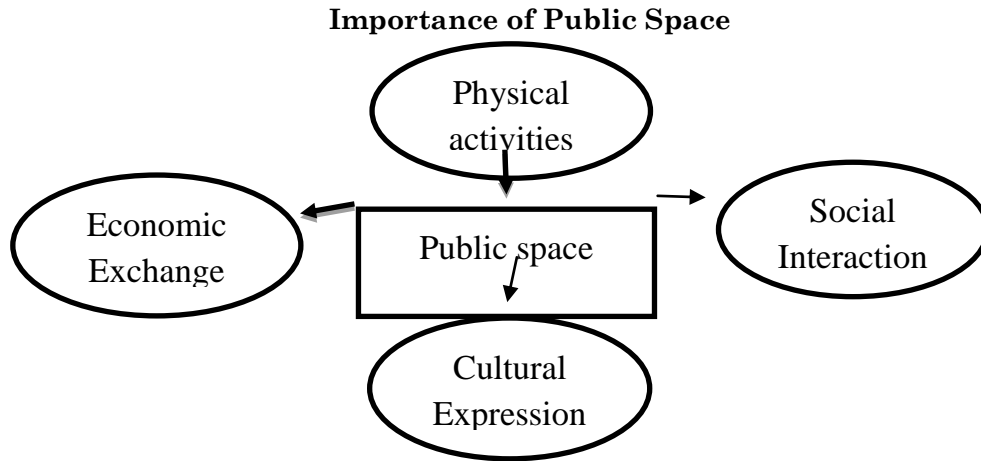 Importance of Public Space
Physical
activities
Economic
Exchange
Public space
Social
Interaction
Cultural
Expression